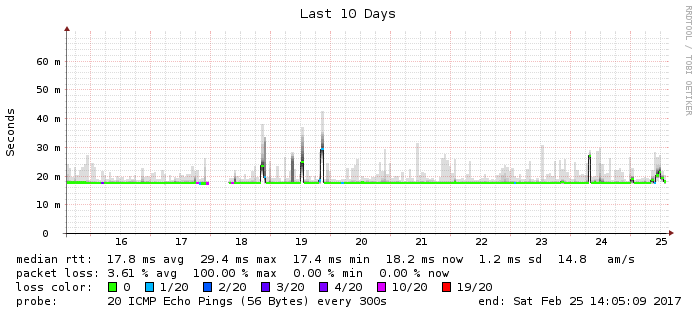 Last 10 Days
RRDTOOL / TOBI OETIKER
Seconds
60 m
50 m
40 m
30 m
20 m
10 m
0
16 17 18 19 20 21 22 23 24 25
median rtt: 17.8 ms avg 29.4 ms max 17.4 ms min 18.2 ms now 1.2 ms sd 14.8 am/s
packet loss: 3.61 % avg 100.00 % max 0.00 % min 0.00 % now
loss color: 0 1/20 2/20 3/20 4/20 10/20 19/20
probe: 20 ICMP Echo Pings (56 Bytes) every 300s end: Sat Feb 25 14:05:09 2017